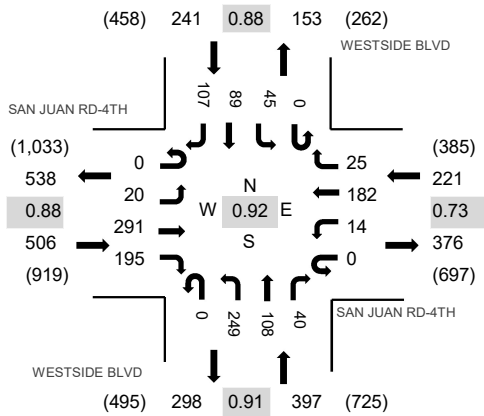 (458) 241 0.88 153 (262)
WESTSIDE BLVD
107 89 45 0
SAN JUAN RD-4TH
(1,033) 0 25 (385)
538 20 N 182 221
0.88 W 0.92 E 0.73
506 291 S 14 376
(919) 195 0 (697)
0 249 108 40
SAN JUAN RD-4TH
WESTSIDE BLVD
(495) 298 0.91 397 (725)